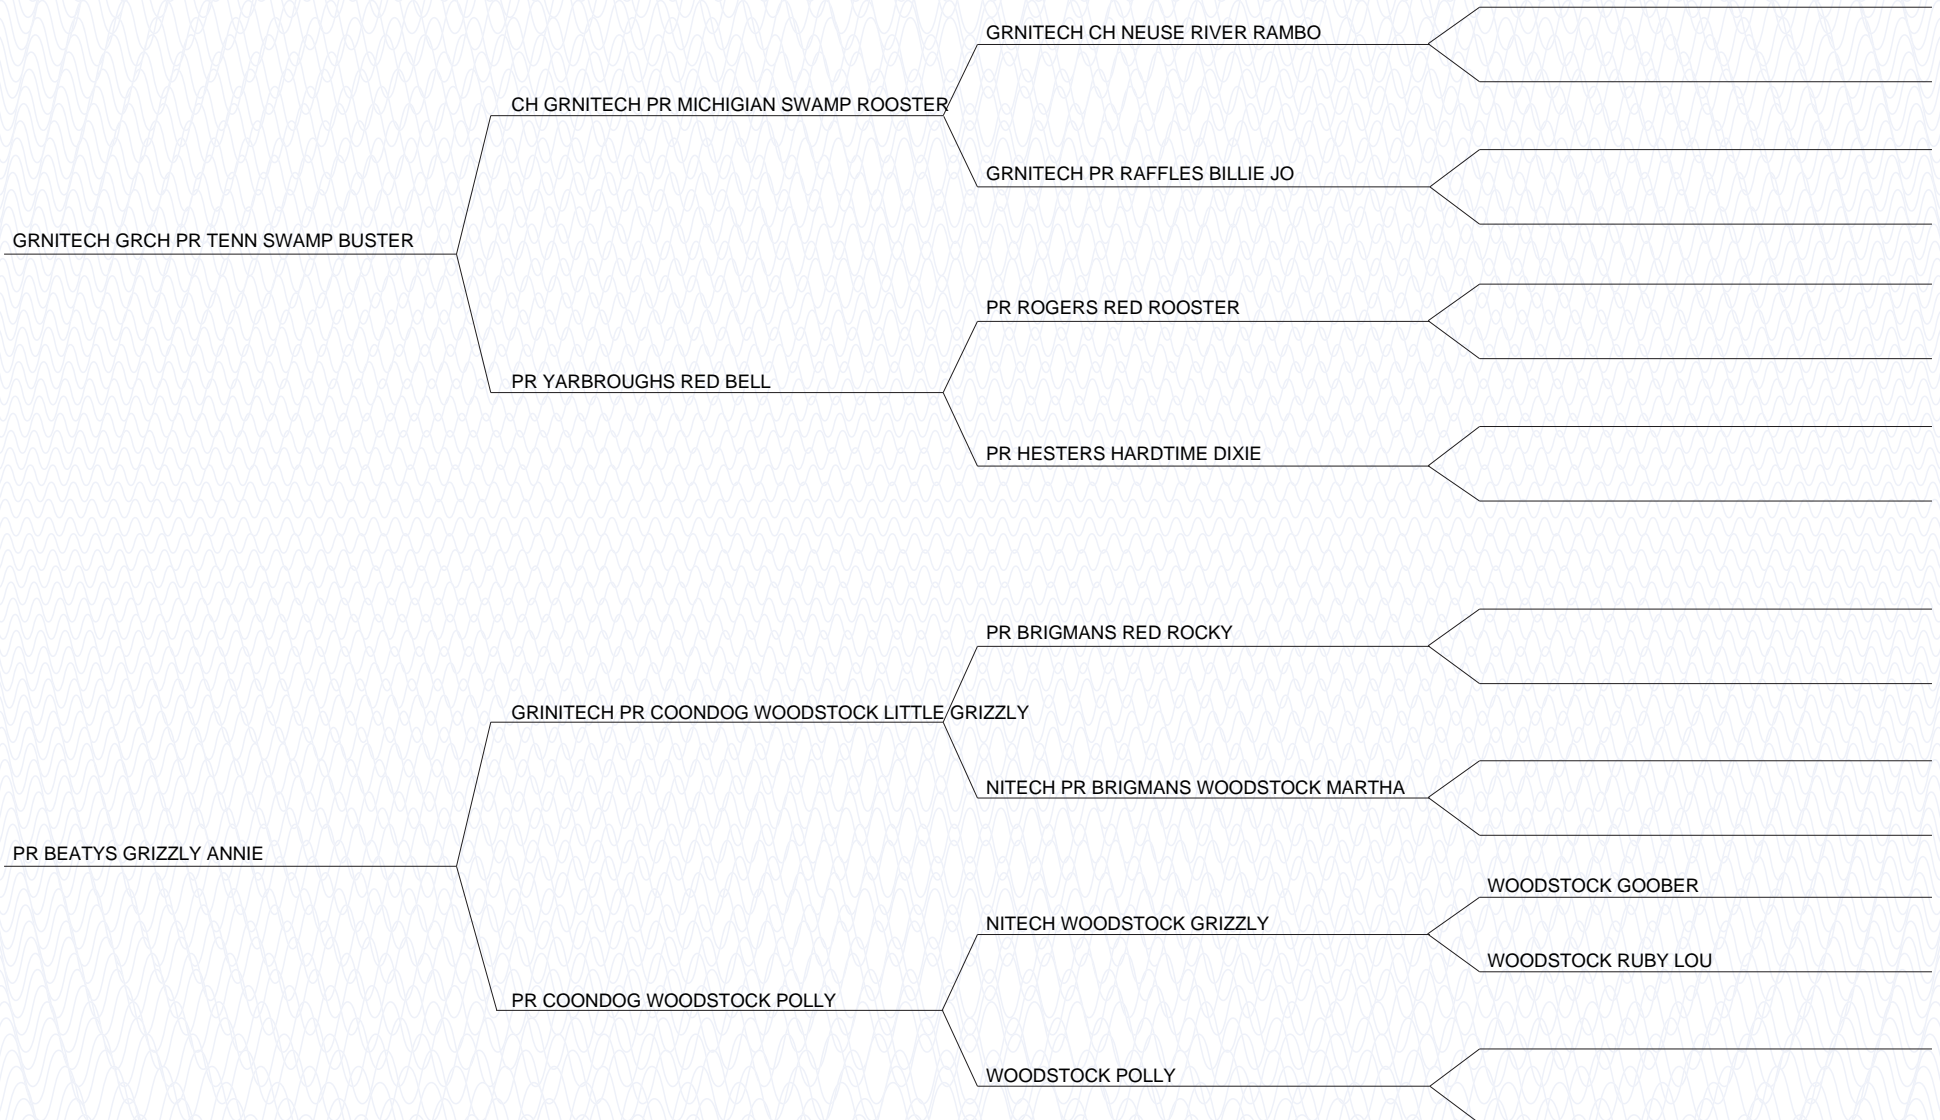 GRNITECH CH NEUSE RIVER RAMBO
CH GRNITECH PR MICHIGIAN SWAMP ROOSTER
GRNITECH PR RAFFLES BILLIE JO
GRNITECH GRCH PR TENN SWAMP BUSTER
PR ROGERS RED ROOSTER
PR YARBROUGHS RED BELL
PR HESTERS HARDTIME DIXIE
PR BRIGMANS RED ROCKY
GRINITECH PR COONDOG WOODSTOCK LITTLE GRIZZLY
NITECH PR BRIGMANS WOODSTOCK MARTHA
PR BEATYS GRIZZLY ANNIE
WOODSTOCK GOOBER
NITECH WOODSTOCK GRIZZLY
WOODSTOCK RUBY LOU
PR COONDOG WOODSTOCK POLLY
WOODSTOCK POLLY